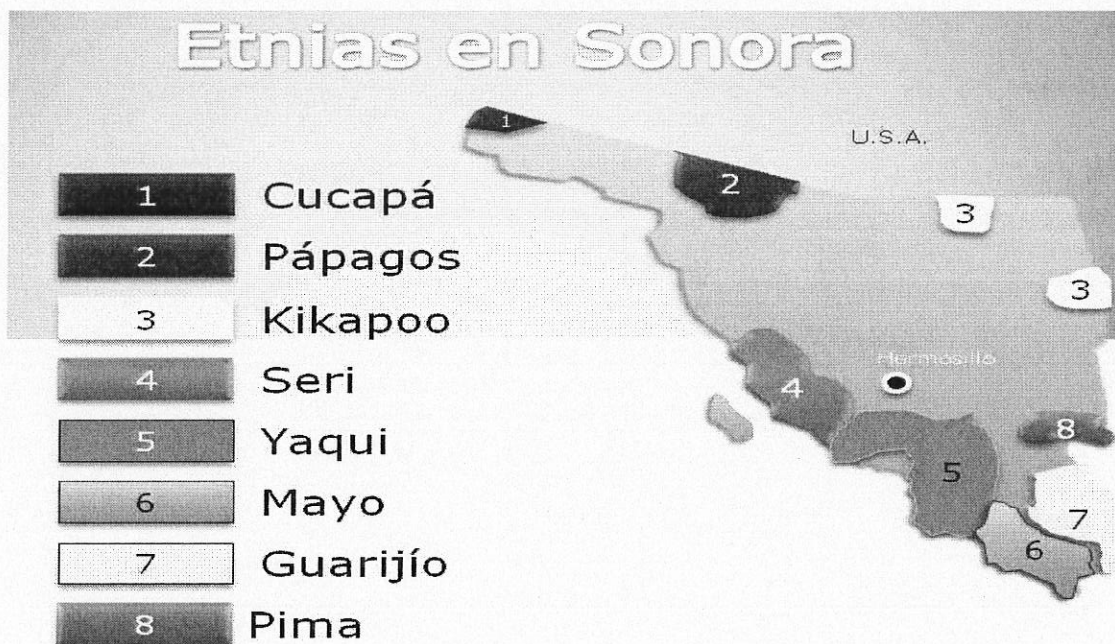 Etnias en Sonora
U.S.A.
1
2
3
3
Hermosillo
4
8
5
7
6
1 Cucapá
2 Pápagos
3 Kikapoo
4 Seri
5 Yaqui
6 Mayo
7 Guarijío
8 Pima